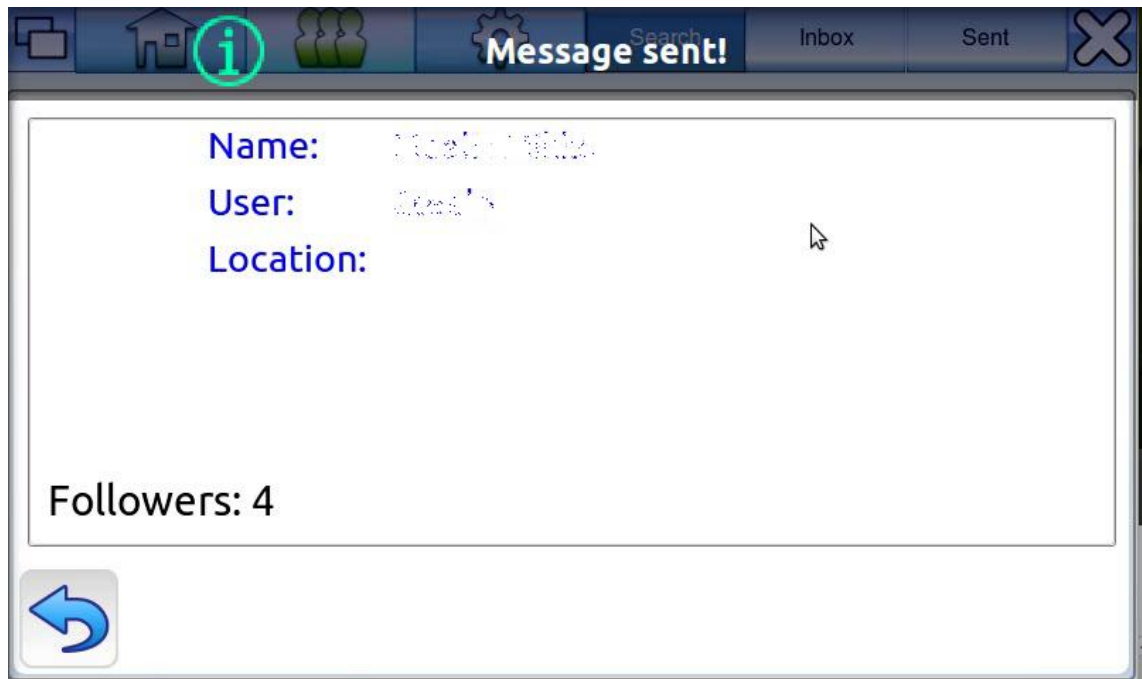 Search Inbox Sent
Message sent!
Name:
User:
Location:
Followers: 4